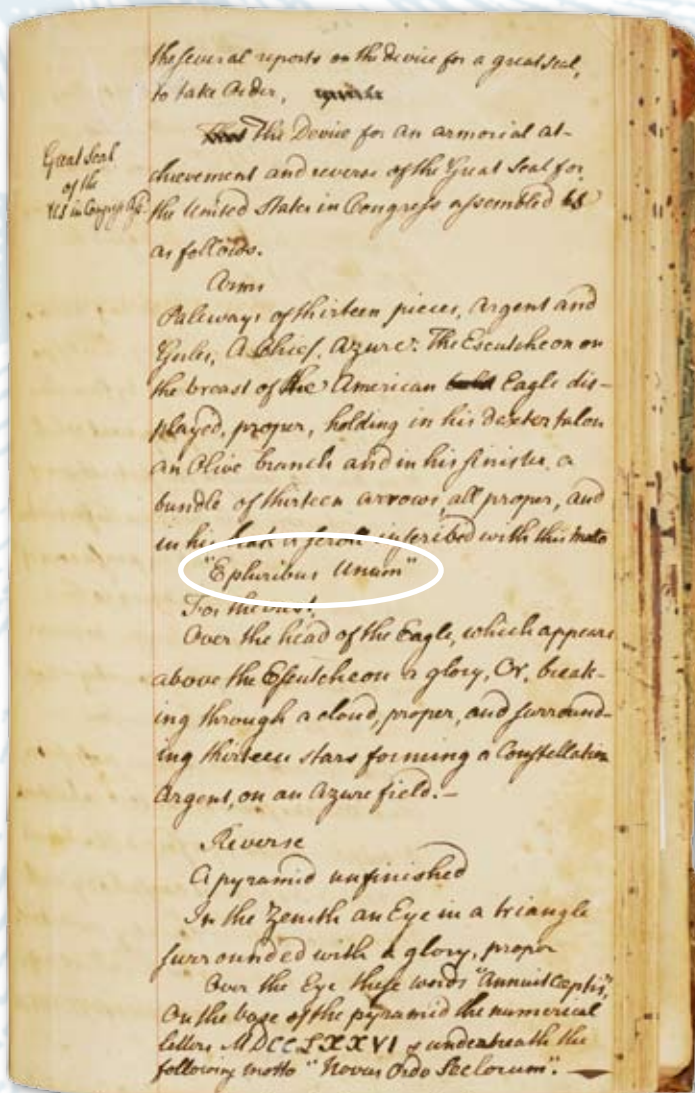 the several reports on the device for a great seal,
to take order,
Great Seal
of the
US in Congress Ass.
That The Device for an armorial at-
chievement and reverse of the Great Seal for
the United States in Congress assembled is
as follows.
Arms
Paleways of thirteen pieces, Argent and
Gules, A Chief, Azure. The Escutcheon on
the breast of the American bald Eagle dis-
played, proper, holding in his dexter talon
an Olive branch and in his sinister, a
bundle of thirteen arrows, all proper, and
in his beak a scroll inscribed with this motto
"E pluribus Unum"
For the crest.
Over the head of the Eagle, which appears
above the Escutcheon a glory, Or, break-
ing through a cloud, proper, and surround-
ing thirteen stars forming a Constellation
Argent, on an Azure field.–
Reverse
A pyramid unfinished
In the Zenith an Eye in a triangle
surrounded with a glory, proper
Over the Eye these words "Annuit Cœptis",
On the base of the pyramid the numerical
letters MDCCLXXVI & underneath the
following motto "Novus Ordo Seclorum". —